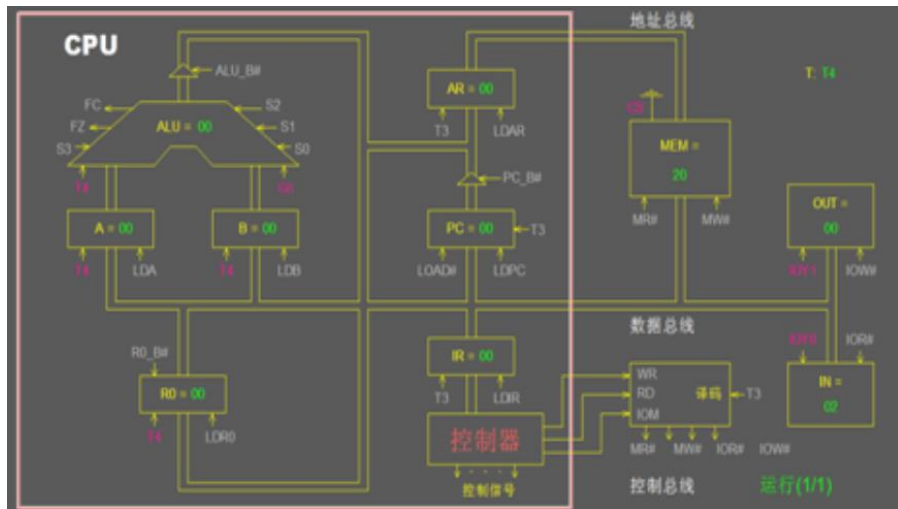 地址总线
CPU
ALU_B#
AR = 00
T: T4
FC
S2
T3
LDAR
CS
FZ
ALU = 00
S1
S3
S0
MEM =
20
T4
PC_B#
MR#
MW#
OUT =
00
A = 00
B = 00
PC = 00
T3
T4
LDA
T4
LDB
LOAD#
LDPC
IOY1
IOW#
数据总线
R0_B#
IR = 00
IOY0
IOR#
WR
RD
IOM
译码
T3
IN =
02
R0 = 00
T3
LDIR
T4
LDR0
控制器
MR#
MW#
IOR#
IOW#
控制信号
控制总线
运行(1/1)